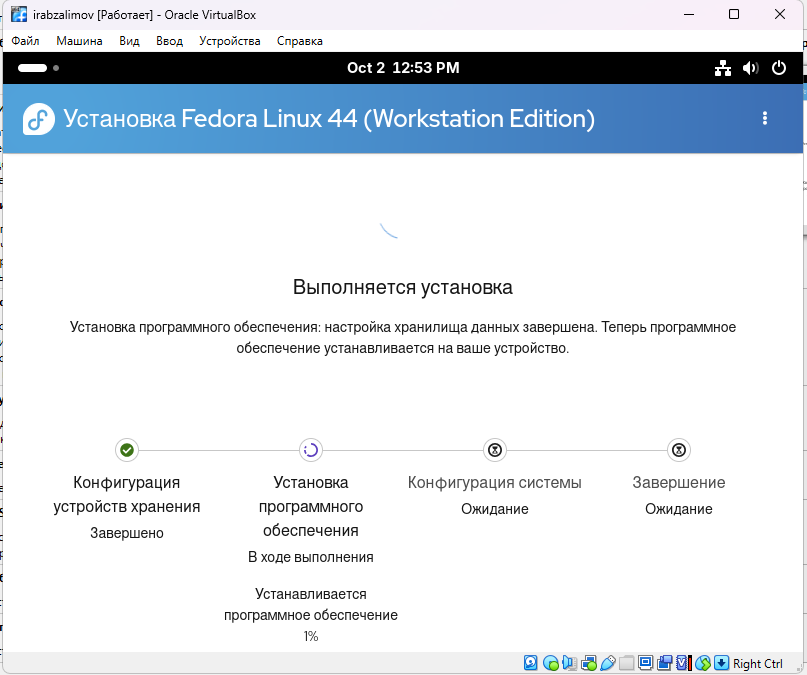 irabzalimov [Работает] - Oracle VirtualBox
Файл Машина Вид Ввод Устройства Справка
Oct 2 12:53 PM
Установка Fedora Linux 44 (Workstation Edition)
Выполняется установка
Установка программного обеспечения: настройка хранилища данных завершена. Теперь программное
обеспечение устанавливается на ваше устройство.
Конфигурация
устройств хранения
Завершено
Установка
программного
обеспечения
В ходе выполнения
Устанавливается
программное обеспечение
1%
Конфигурация системы
Ожидание
Завершение
Ожидание
Right Ctrl